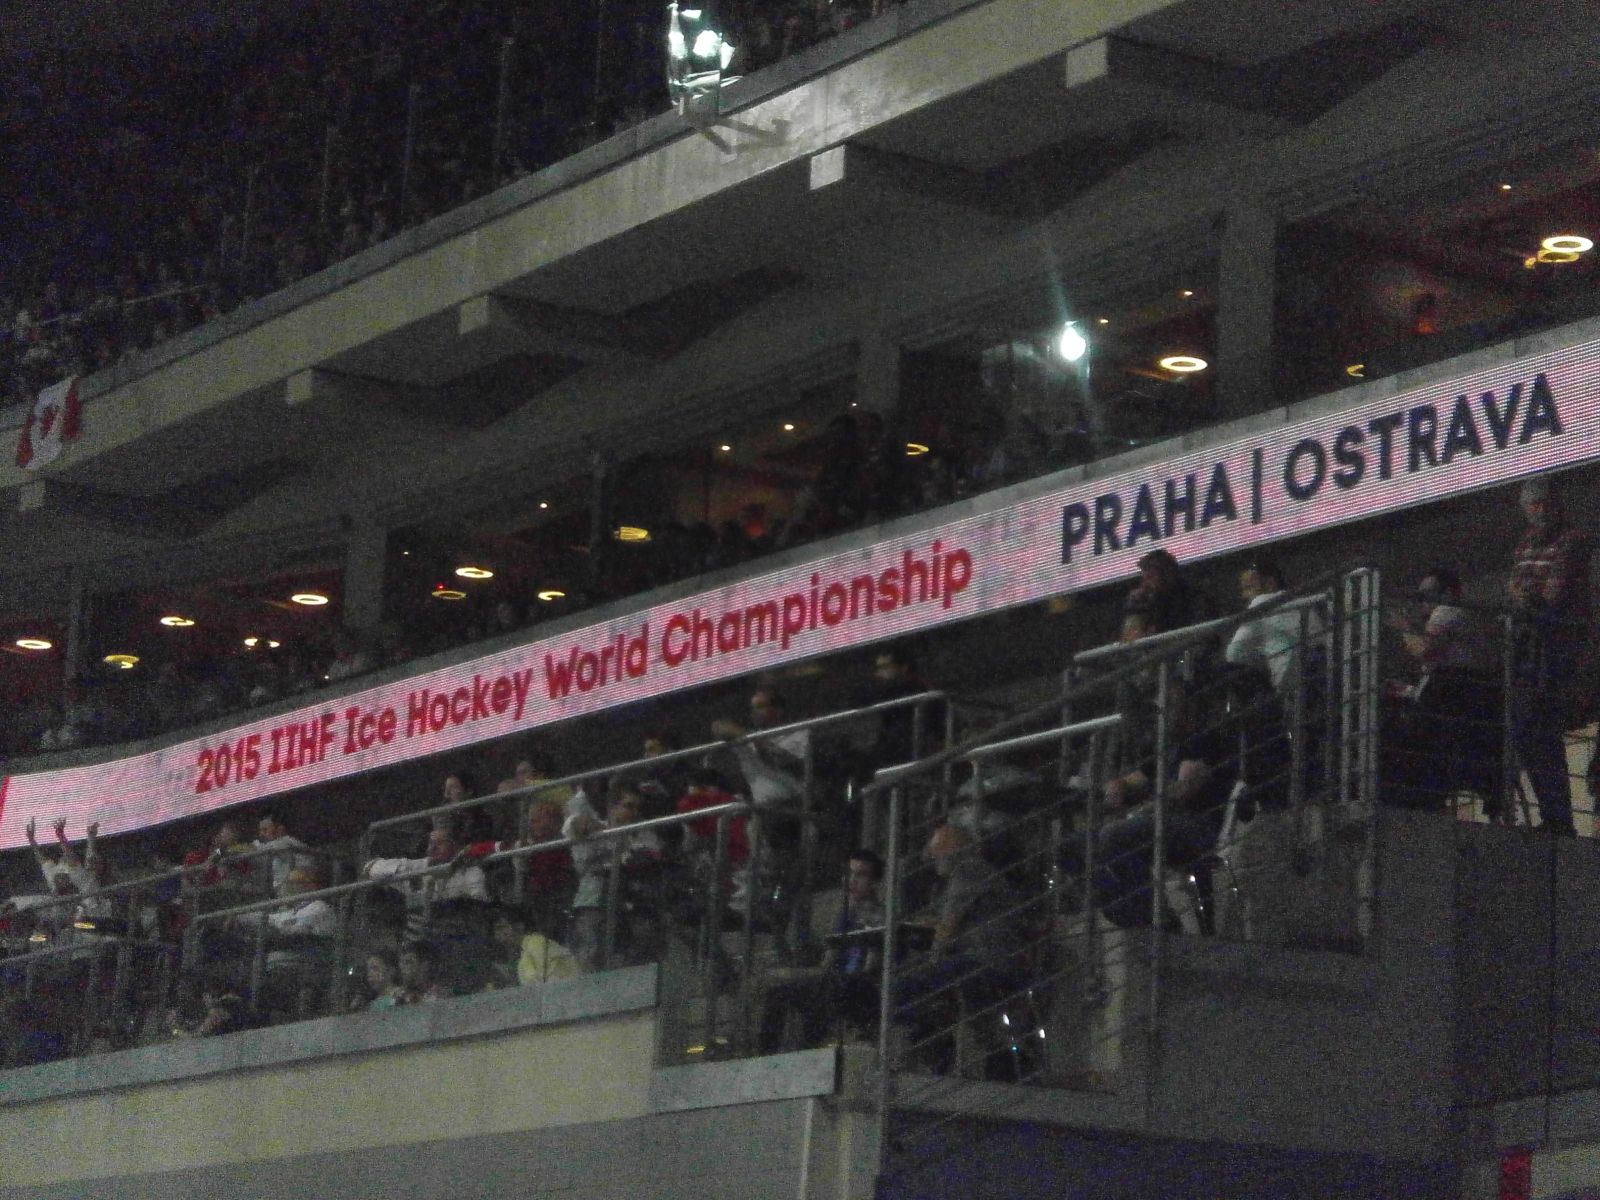 2015 IIHF Ice Hockey World Championship PRAHA | OSTRAVA